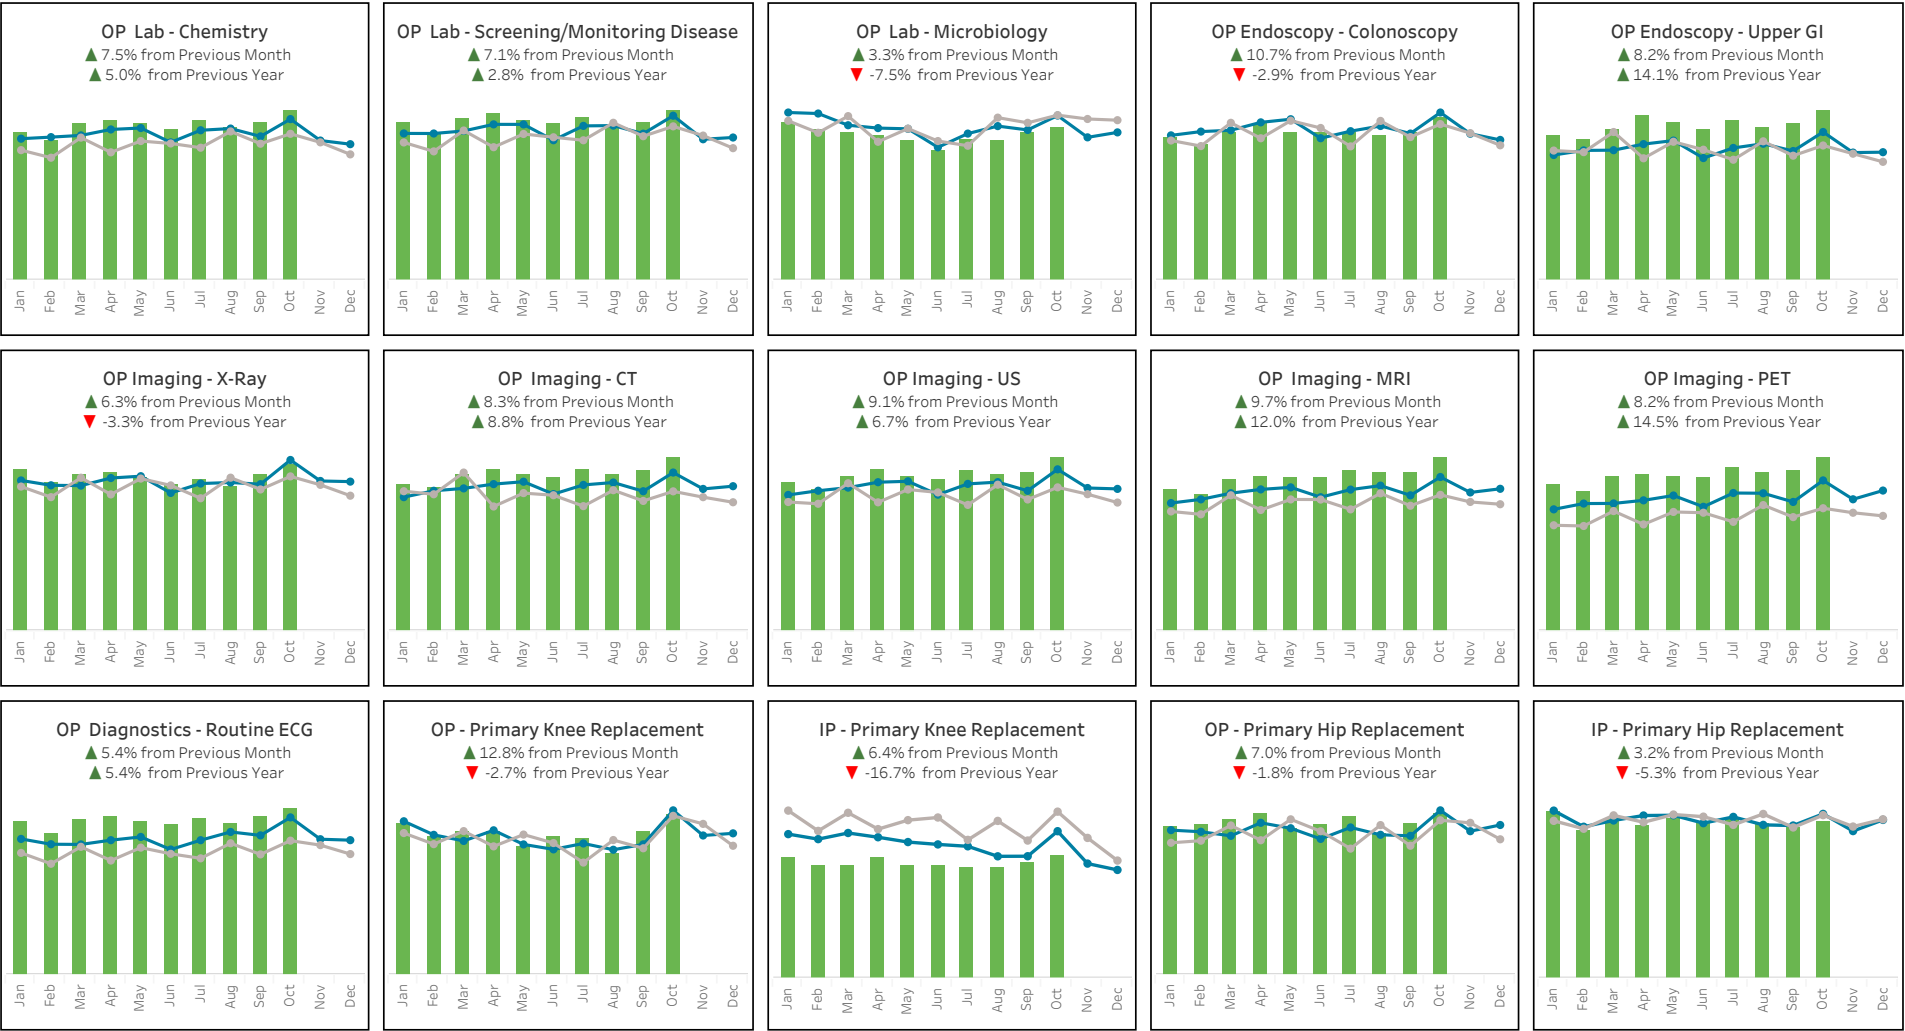 OP Lab - Chemistry
▲ 7.5% from Previous Month
▲ 5.0% from Previous Year
Jan Feb Mar Apr May Jun Jul Aug Sep Oct Nov Dec
OP Lab - Screening/Monitoring Disease
▲ 7.1% from Previous Month
▲ 2.8% from Previous Year
Jan Feb Mar Apr May Jun Jul Aug Sep Oct Nov Dec
OP Lab - Microbiology
▲ 3.3% from Previous Month
▼ -7.5% from Previous Year
Jan Feb Mar Apr May Jun Jul Aug Sep Oct Nov Dec
OP Endoscopy - Colonoscopy
▲ 10.7% from Previous Month
▼ -2.9% from Previous Year
Jan Feb Mar Apr May Jun Jul Aug Sep Oct Nov Dec
OP Endoscopy - Upper GI
▲ 8.2% from Previous Month
▲ 14.1% from Previous Year
Jan Feb Mar Apr May Jun Jul Aug Sep Oct Nov Dec
OP Imaging - X-Ray
▲ 6.3% from Previous Month
▼ -3.3% from Previous Year
Jan Feb Mar Apr May Jun Jul Aug Sep Oct Nov Dec
OP Imaging - CT
▲ 8.3% from Previous Month
▲ 8.8% from Previous Year
Jan Feb Mar Apr May Jun Jul Aug Sep Oct Nov Dec
OP Imaging - US
▲ 9.1% from Previous Month
▲ 6.7% from Previous Year
Jan Feb Mar Apr May Jun Jul Aug Sep Oct Nov Dec
OP Imaging - MRI
▲ 9.7% from Previous Month
▲ 12.0% from Previous Year
Jan Feb Mar Apr May Jun Jul Aug Sep Oct Nov Dec
OP Imaging - PET
▲ 8.2% from Previous Month
▲ 14.5% from Previous Year
Jan Feb Mar Apr May Jun Jul Aug Sep Oct Nov Dec
OP Diagnostics - Routine ECG
▲ 5.4% from Previous Month
▲ 5.4% from Previous Year
Jan Feb Mar Apr May Jun Jul Aug Sep Oct Nov Dec
OP - Primary Knee Replacement
▲ 12.8% from Previous Month
▼ -2.7% from Previous Year
Jan Feb Mar Apr May Jun Jul Aug Sep Oct Nov Dec
IP - Primary Knee Replacement
▲ 6.4% from Previous Month
▼ -16.7% from Previous Year
Jan Feb Mar Apr May Jun Jul Aug Sep Oct Nov Dec
OP - Primary Hip Replacement
▲ 7.0% from Previous Month
▼ -1.8% from Previous Year
Jan Feb Mar Apr May Jun Jul Aug Sep Oct Nov Dec
IP - Primary Hip Replacement
▲ 3.2% from Previous Month
▼ -5.3% from Previous Year
Jan Feb Mar Apr May Jun Jul Aug Sep Oct Nov Dec